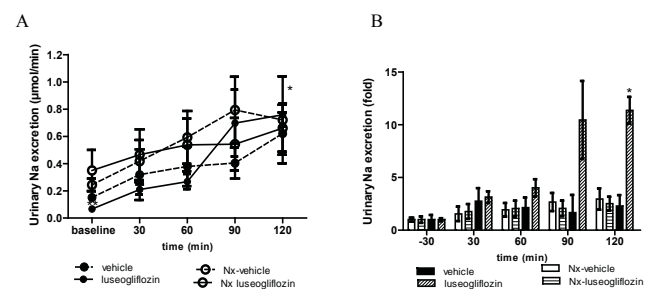 A
B
Urinary Na excretion (μmol/min)
1.2
1.0
0.8
0.6
0.4
0.2
0.0
*
**
baseline 30 60 90 120
time (min)
vehicle
luseogliflozin
Nx-vehicle
Nx luseogliflozin
Urinary Na excretion (fold)
15
10
5
0
*
-30 30 60 90 120
time (min)
vehicle
luseogliflozin
Nx-vehicle
Nx-luseogliflozin